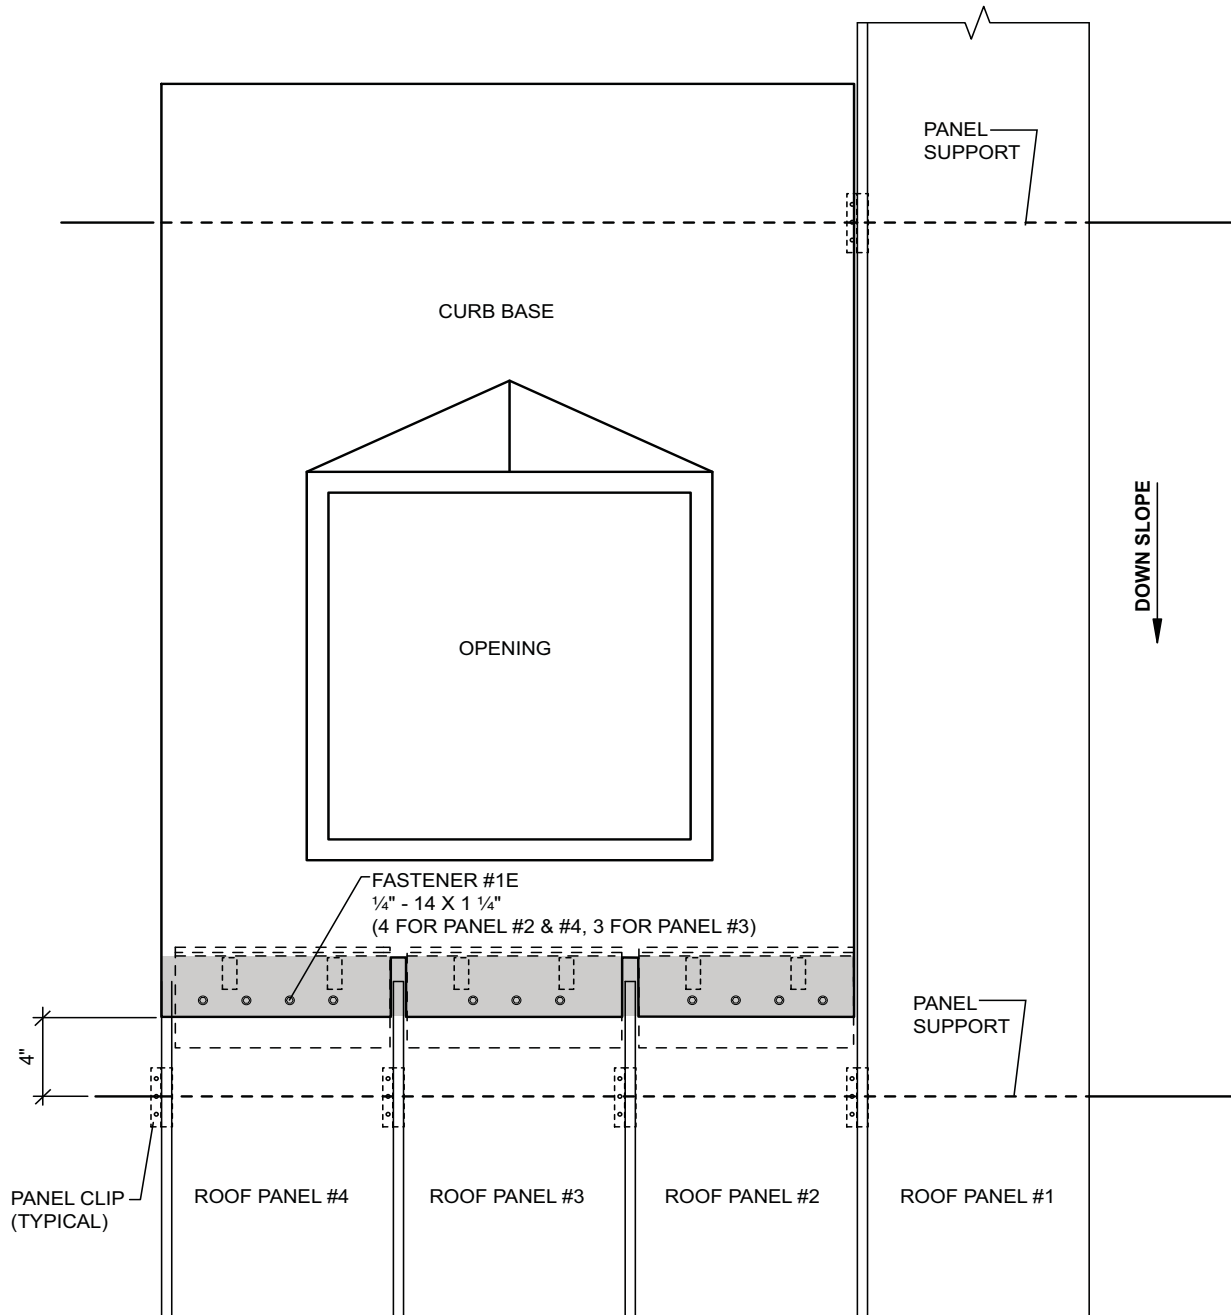 PANEL
SUPPORT
CURB BASE
DOWN SLOPE
OPENING
FASTENER #1E
¼" - 14 X 1 ¼"
(4 FOR PANEL #2 & #4, 3 FOR PANEL #3)
PANEL
SUPPORT
4"
PANEL CLIP
(TYPICAL)
ROOF PANEL #4
ROOF PANEL #3
ROOF PANEL #2
ROOF PANEL #1